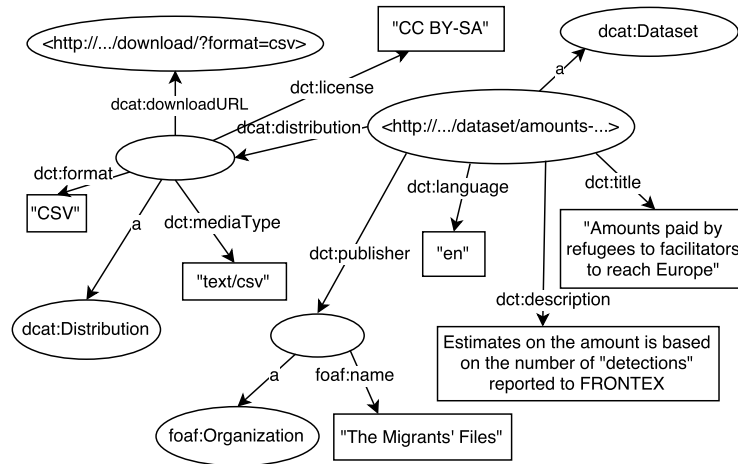 <http://.../download/?format=csv>
"CC BY-SA"
dcat:Dataset
a
dct:license
dcat:downloadURL
dcat:distribution
<http://.../dataset/amounts-...>
dct:format
"CSV"
a
dct:mediaType
"text/csv"
dcat:Distribution
dct:language
"en"
dct:title
"Amounts paid by
refugees to facilitators
to reach Europe"
dct:publisher
dct:description
Estimates on the amount is based
on the number of "detections"
reported to FRONTEX
a
foaf:name
foaf:Organization
"The Migrants' Files"